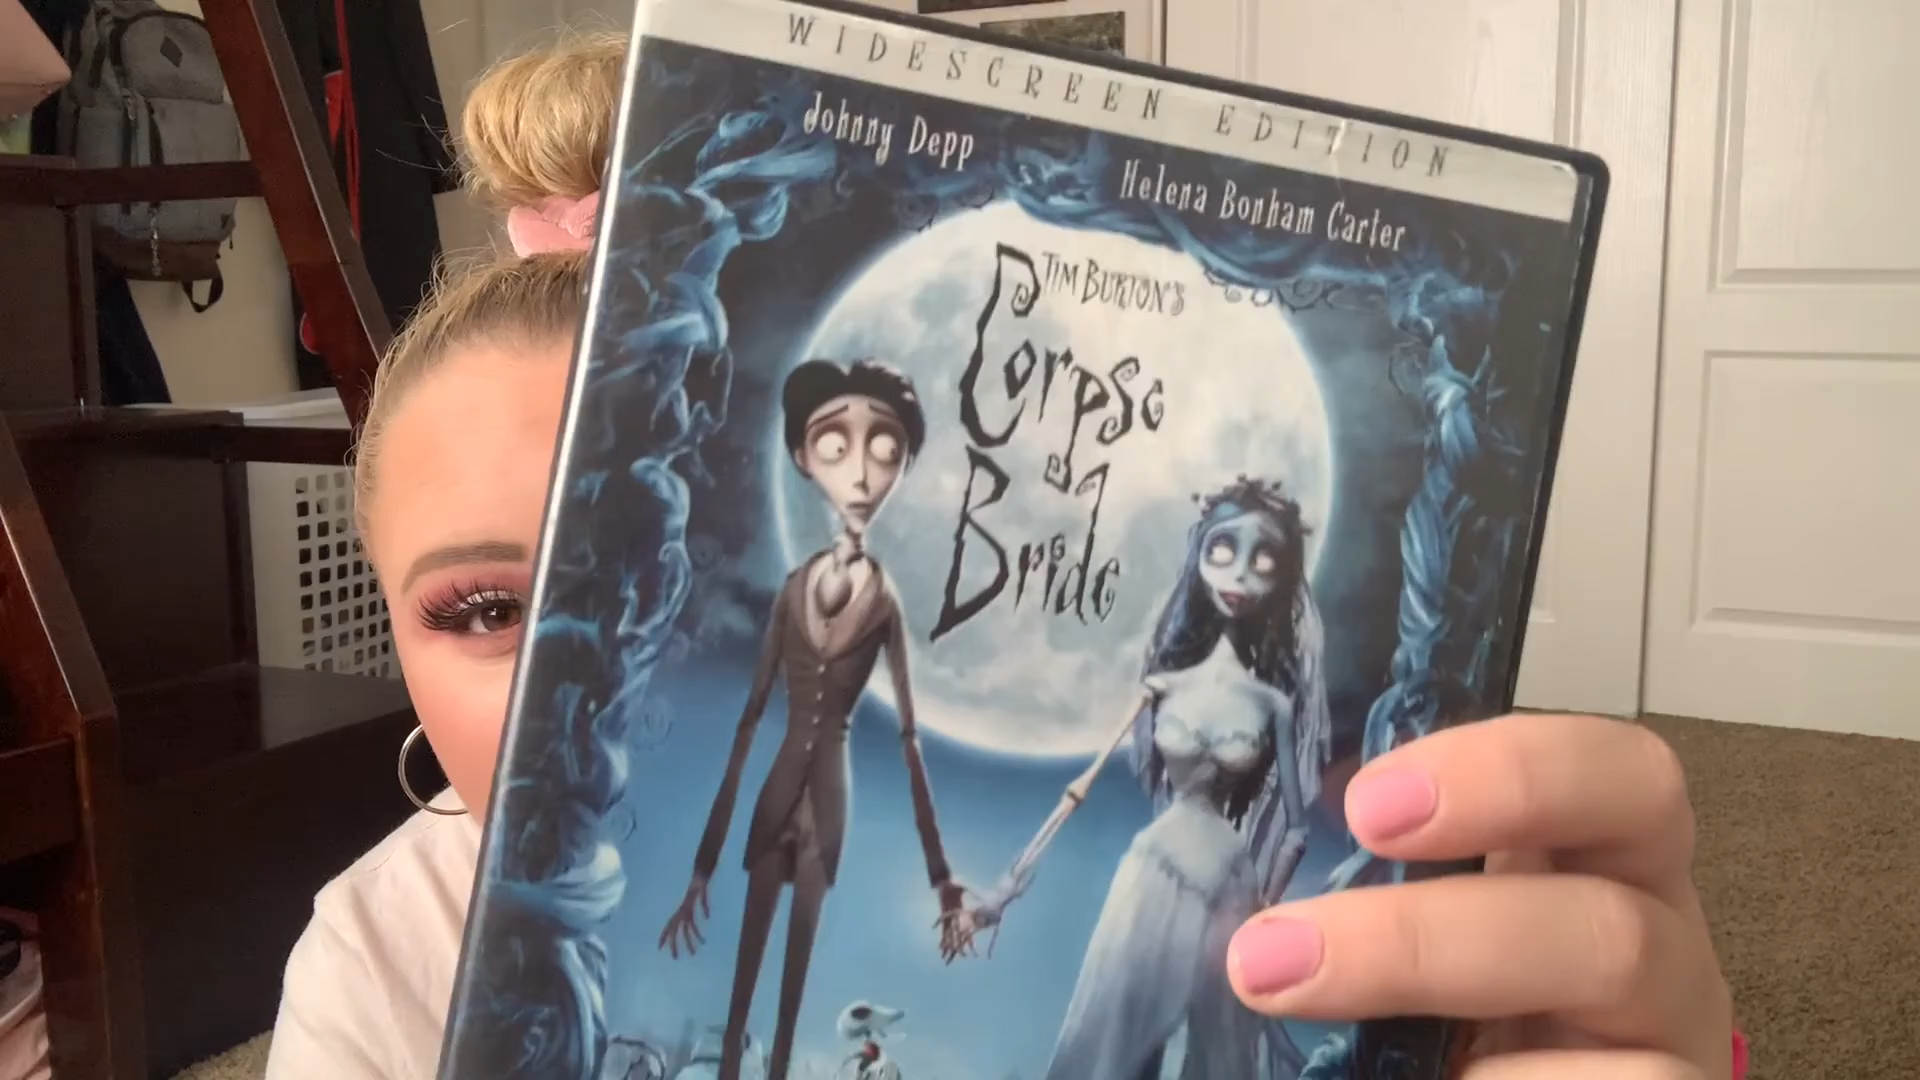 WIDESCREEN EDITION
Johnny Depp
Helena Bonham Carter
TIM BURTON'S
Corpse
Bride